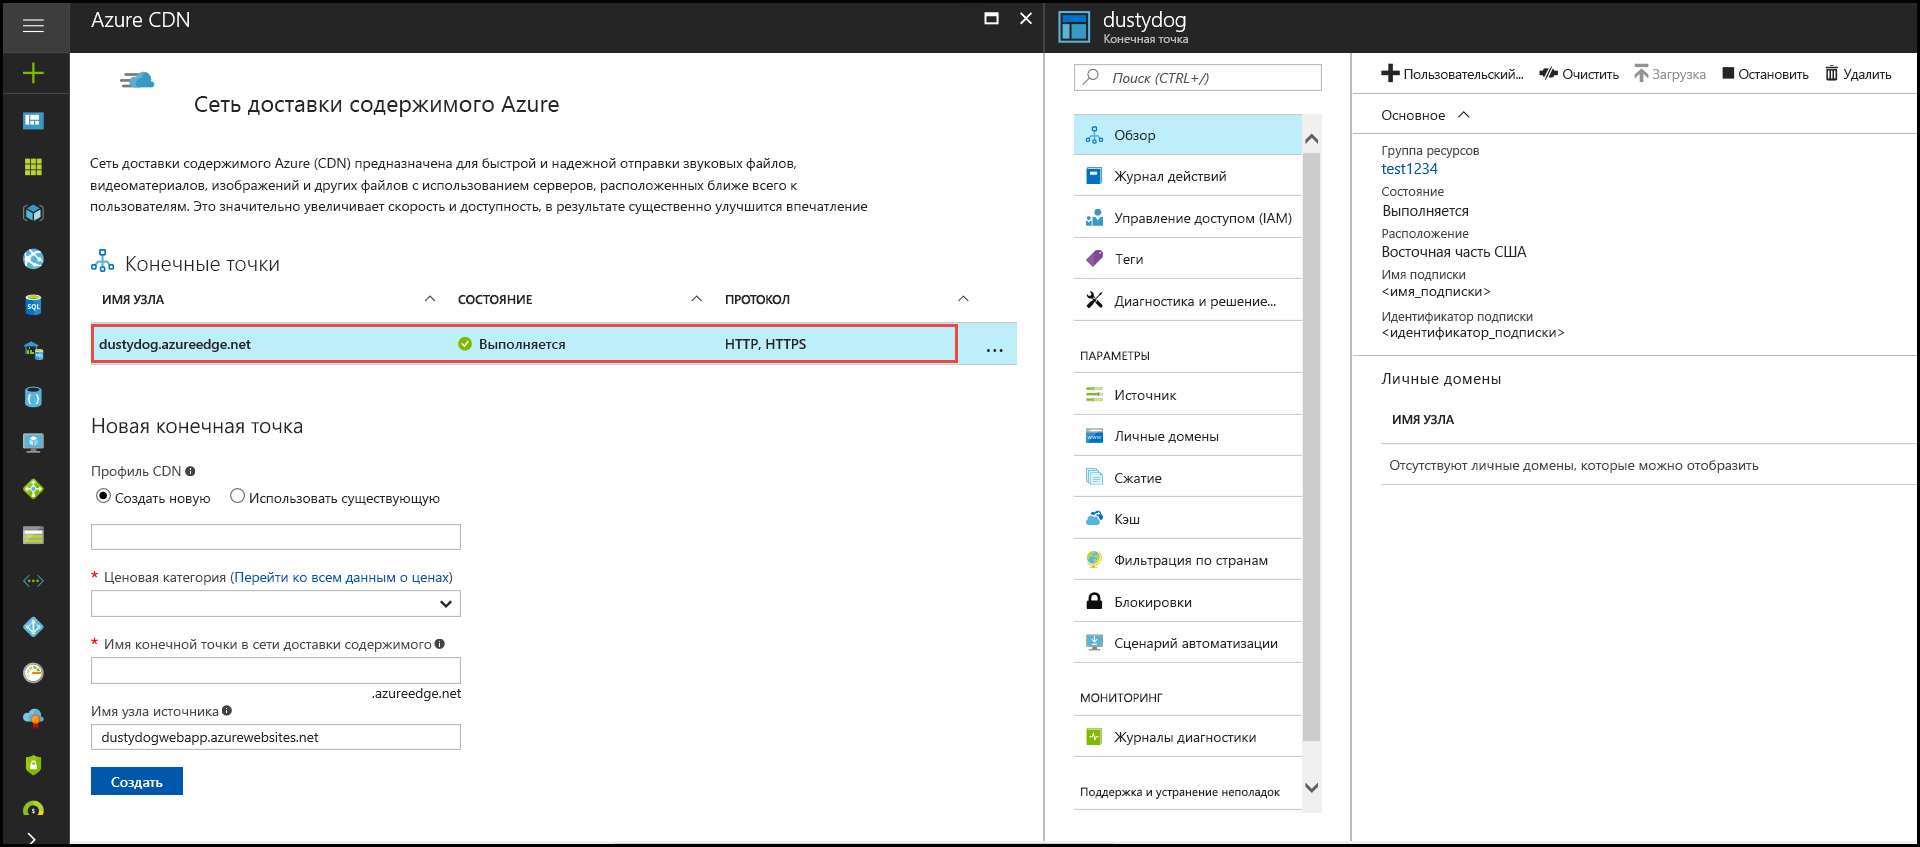 Azure CDN
Сеть доставки содержимого Azure
Сеть доставки содержимого Azure (CDN) предназначена для быстрой и надежной отправки звуковых файлов,
видеоматериалов, изображений и других файлов с использованием серверов, расположенных ближе всего к
пользователям. Это значительно увеличивает скорость и доступность, в результате существенно улучшится впечатление
Конечные точки
ИМЯ УЗЛА СОСТОЯНИЕ ПРОТОКОЛ
dustydog.azureedge.net Выполняется HTTP, HTTPS ...
Новая конечная точка
Профиль CDN
Создать новую Использовать существующую
* Ценовая категория (Перейти ко всем данным о ценах)
* Имя конечной точки в сети доставки содержимого
.azureedge.net
Имя узла источника
dustydogwebapp.azurewebsites.net
Создать
dustydog
Конечная точка
Поиск (CTRL+/)
Обзор
Журнал действий
Управление доступом (IAM)
Теги
Диагностика и решение...
ПАРАМЕТРЫ
Источник
Личные домены
Сжатие
Кэш
Фильтрация по странам
Блокировки
Сценарий автоматизации
МОНИТОРИНГ
Журналы диагностики
Поддержка и устранение неполадок
Пользовательский... Очистить Загрузка Остановить Удалить
Основное
Группа ресурсов
test1234
Состояние
Выполняется
Расположение
Восточная часть США
Имя подписки
<имя_подписки>
Идентификатор подписки
<идентификатор_подписки>
Личные домены
ИМЯ УЗЛА
Отсутствуют личные домены, которые можно отобразить